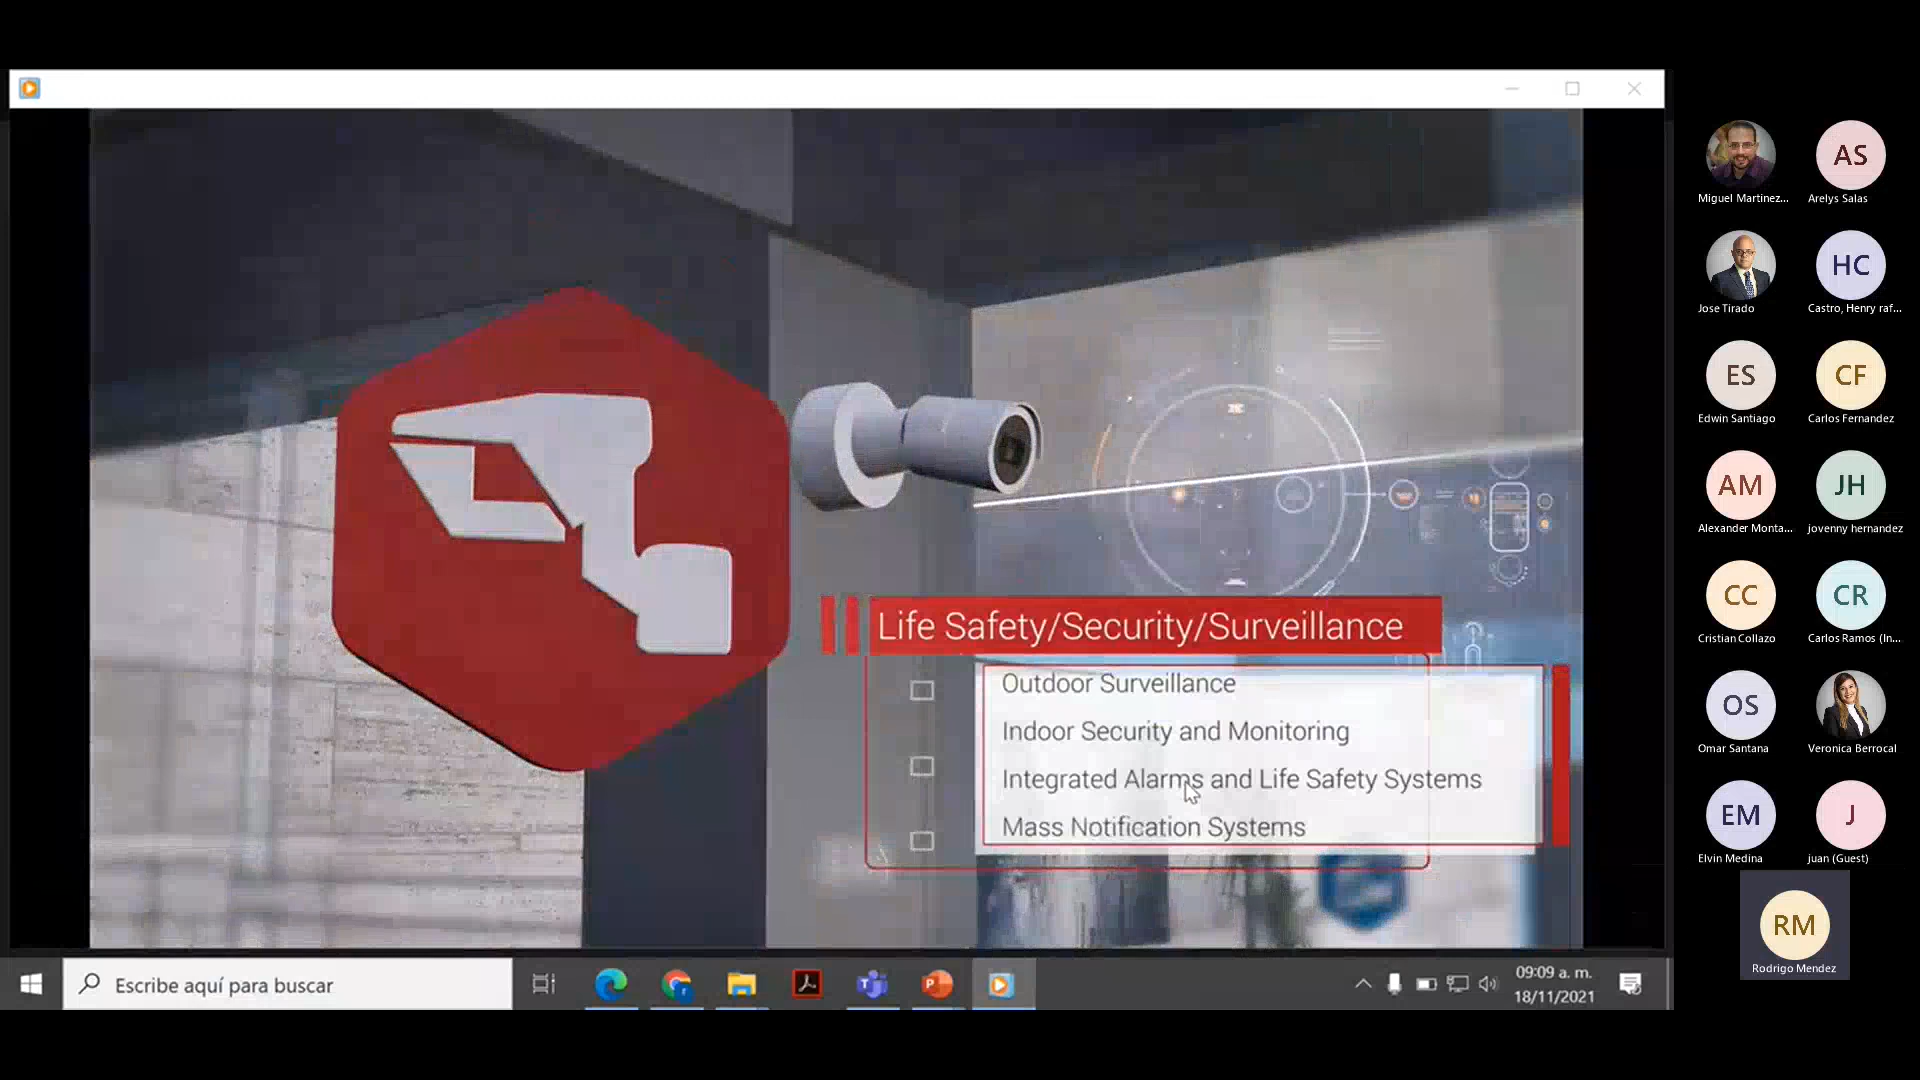 Life Safety/Security/Surveillance
Outdoor Surveillance
Indoor Security and Monitoring
Integrated Alarms and Life Safety Systems
Mass Notification Systems
Miguel Martinez...
AS
Arelys Salas
Jose Tirado
HC
Castro, Henry raf...
ES
Edwin Santiago
CF
Carlos Fernandez
AM
Alexander Monta...
JH
jovenny hernandez
CC
Cristian Collazo
CR
Carlos Ramos (In...
OS
Omar Santana
Veronica Berrocal
EM
Elvin Medina
J
juan (Guest)
RM
Rodrigo Mendez
Escribe aquí para buscar
09:09 a. m.
18/11/2021